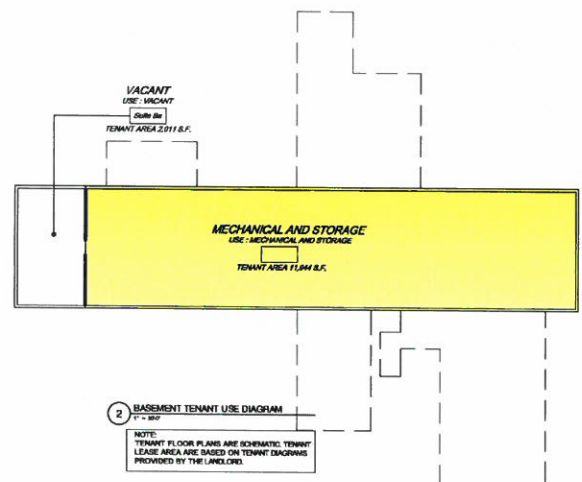 VACANT
USE : VACANT
Suite Ba
TENANT AREA 2,011 S.F.
MECHANICAL AND STORAGE
USE : MECHANICAL AND STORAGE
TENANT AREA 11,944 S.F.
2
BASEMENT TENANT USE DIAGRAM
NOTE:
TENANT FLOOR PLANS ARE SCHEMATIC. TENANT
LEASE AREA ARE BASED ON TENANT DIAGRAMS
PROVIDED BY THE LANDLORD.